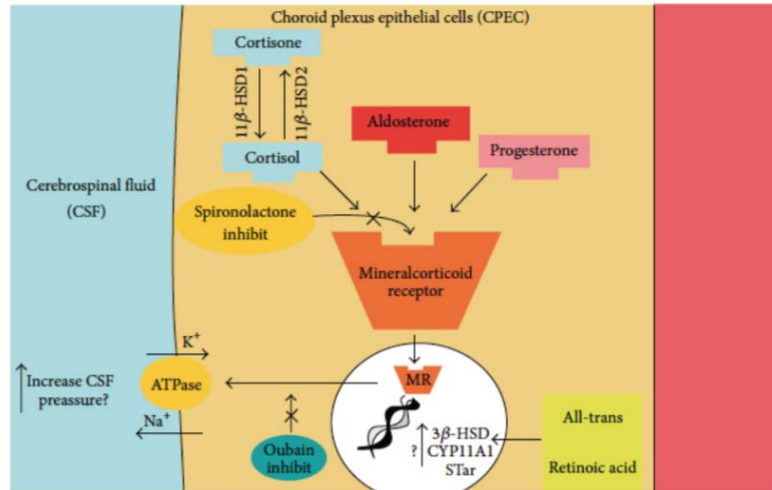 Choroid plexus epithelial cells (CPEC)
Cortisone
11β-HSD1
11β-HSD2
Cortisol
Aldosterone
Progesterone
Cerebrospinal fluid
(CSF)
Spironolactone
inhibit
Mineralcorticoid
receptor
K+
Increase CSF
preassure?
ATPase
Na+
MR
Oubain
inhibit
?
3β-HSD
CYP11A1
STar
All-trans
Retinoic acid